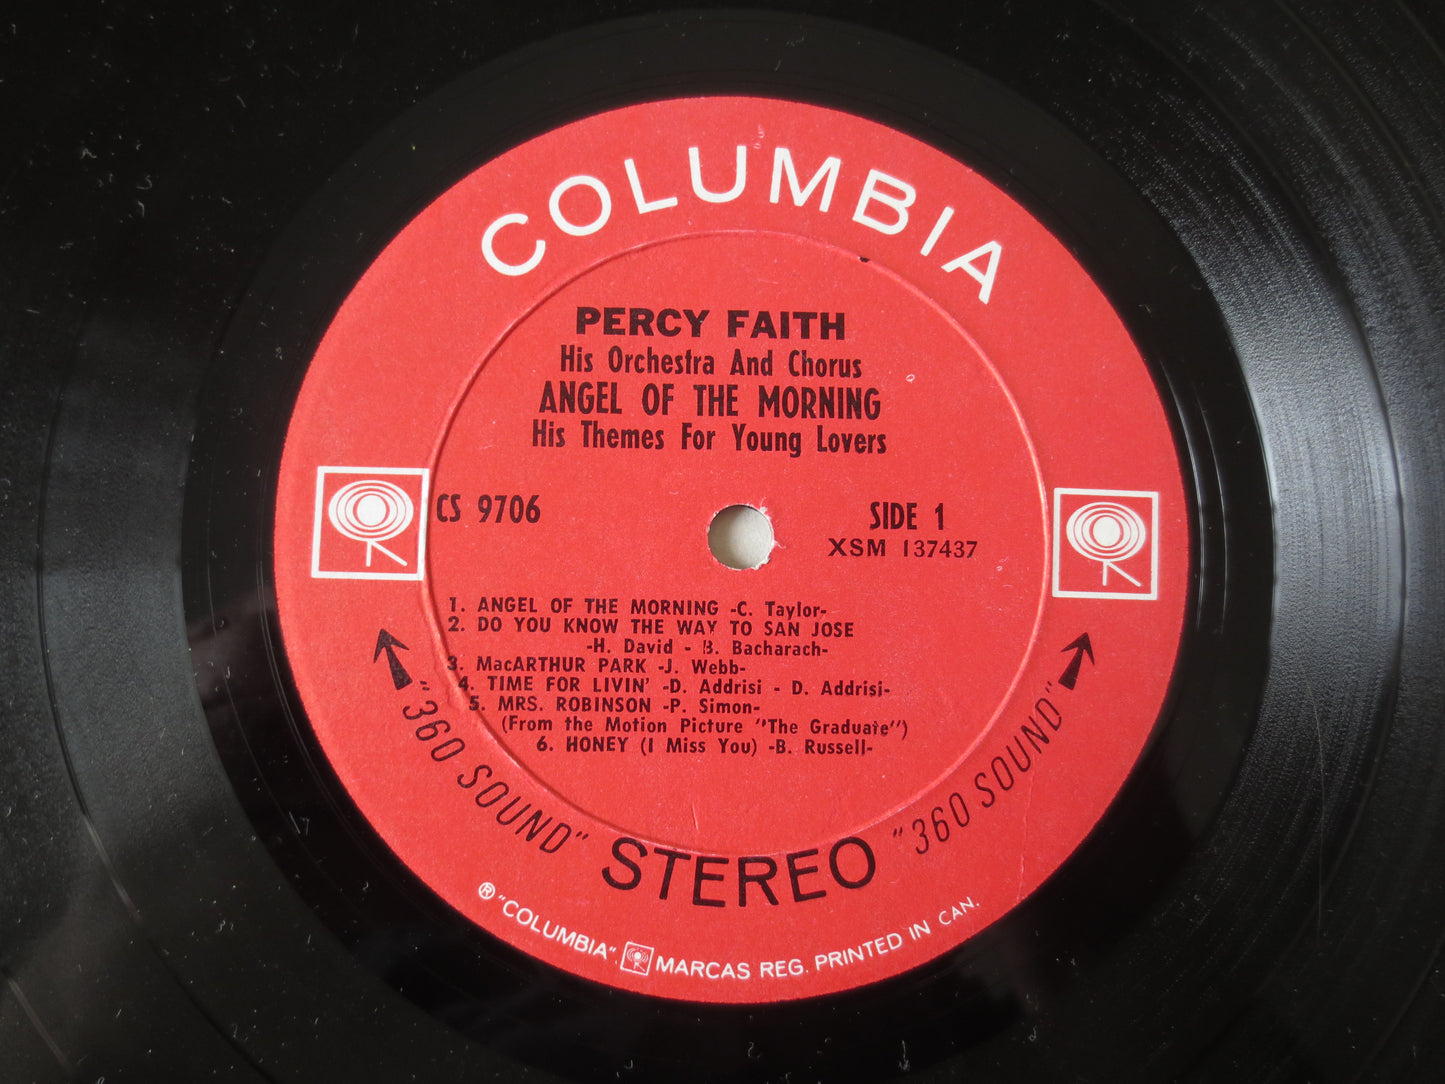 COLUMBIA
PERCY FAITH
His Orchestra And Chorus
ANGEL OF THE MORNING
His Themes For Young Lovers
CS 9706
SIDE 1
XSM 137437
1. ANGEL OF THE MORNING -C. Taylor-
2. DO YOU KNOW THE WAY TO SAN JOSE
-H. David - B. Bacharach-
3. MacARTHUR PARK -J. Webb-
4. TIME FOR LIVIN' -D. Addrisi - D. Addrisi-
5. MRS. ROBINSON -P. Simon-
(From the Motion Picture "The Graduate")
6. HONEY (I Miss You) -B. Russell-
"360 SOUND"
STEREO
"360 SOUND"
® "COLUMBIA", MARCAS REG. PRINTED IN CAN.